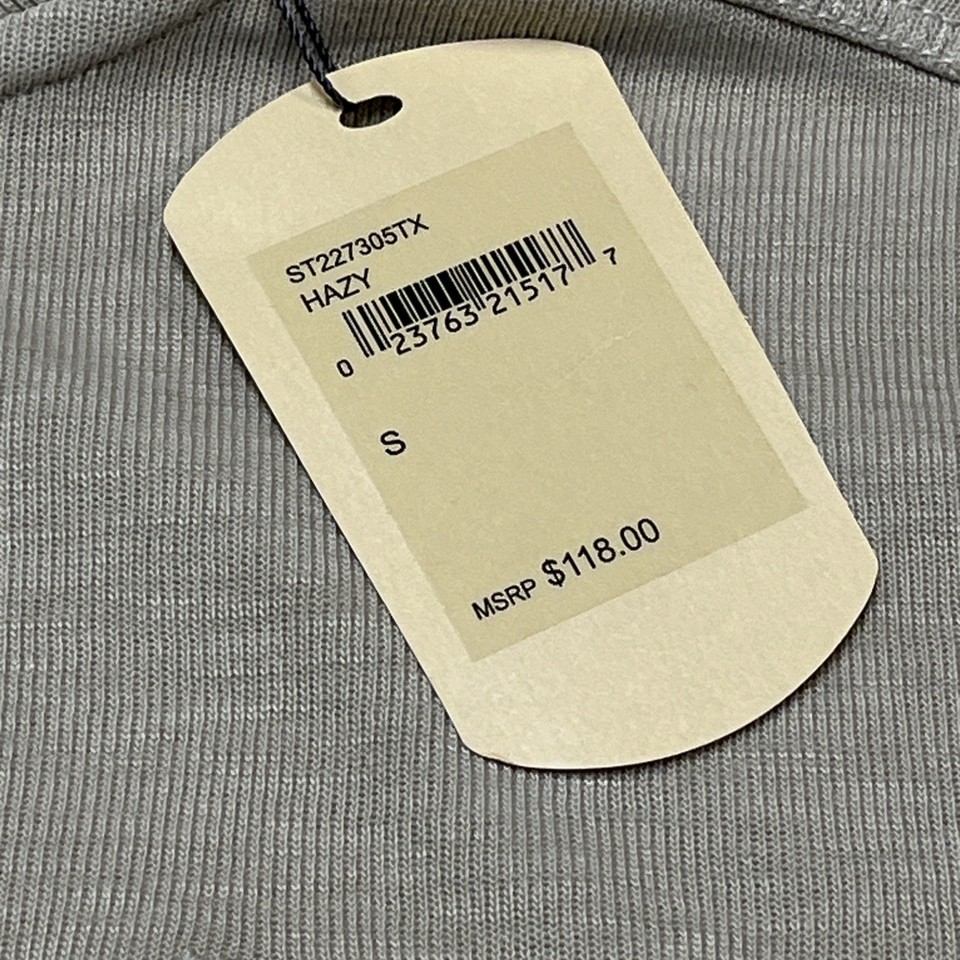 ST227305TX
HAZY
0 23763 21517 7
S
MSRP $118.00